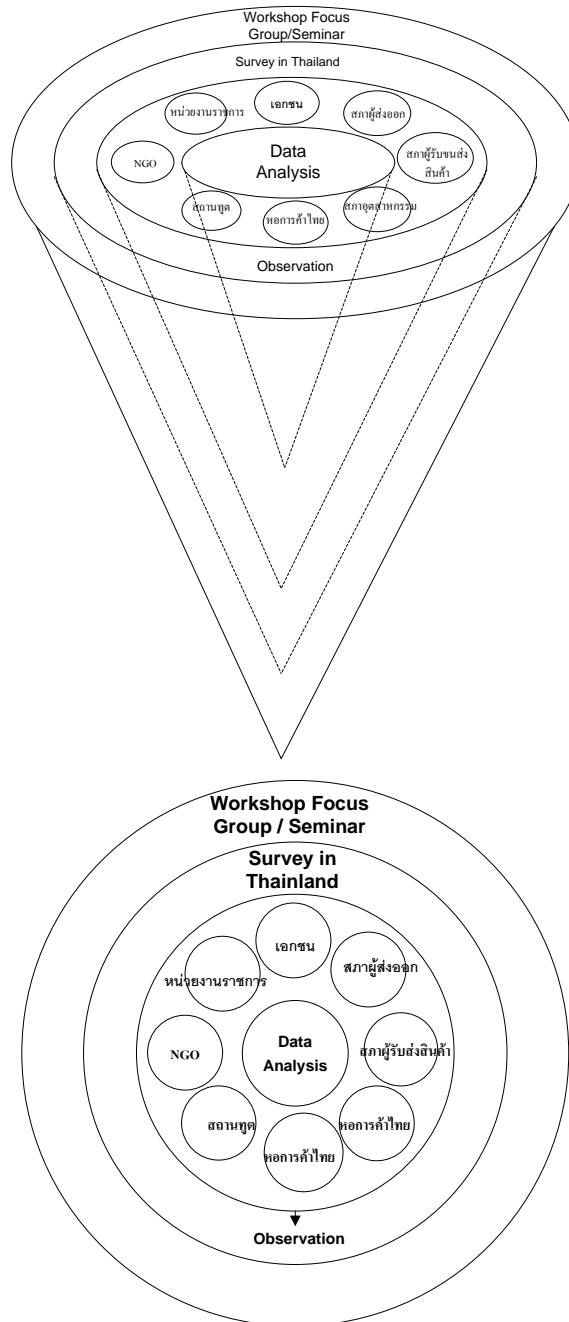 Workshop Focus
Group/Seminar
Survey in Thailand
เอกชน
หน่วยงานราชการ
สภาผู้ส่งออก
NGO
Data
Analysis
สภาผู้รับขนส่ง
สินค้า
สถานทูต
หอการค้าไทย
สภาอุตสาหกรรม
Observation
Workshop Focus
Group / Seminar
Survey in
Thainland
เอกชน
สภาผู้ส่งออก
หน่วยงานราชการ
Data
Analysis
NGO
สภาผู้รับส่งสินค้า
สถานทูต
หอการค้าไทย
หอการค้าไทย
Observation